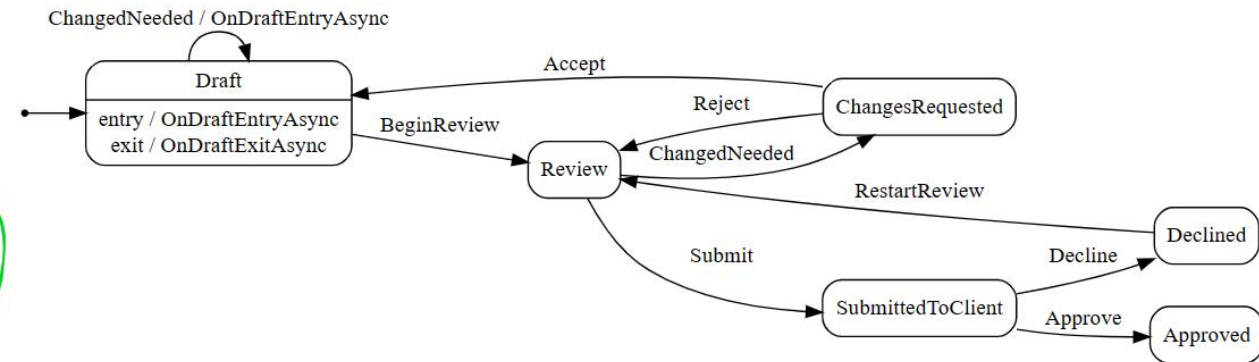 ChangedNeeded / OnDraftEntryAsync
Draft
entry / OnDraftEntryAsync
exit / OnDraftExitAsync
Accept
ChangesRequested
Reject
BeginReview
ChangedNeeded
Review
RestartReview
Declined
Submit
Decline
SubmittedToClient
Approve
Approved